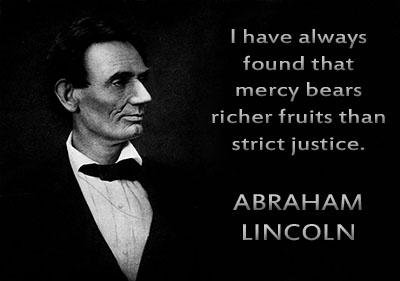 I have always
found that
mercy bears
richer fruits than
strict justice.
ABRAHAM
LINCOLN